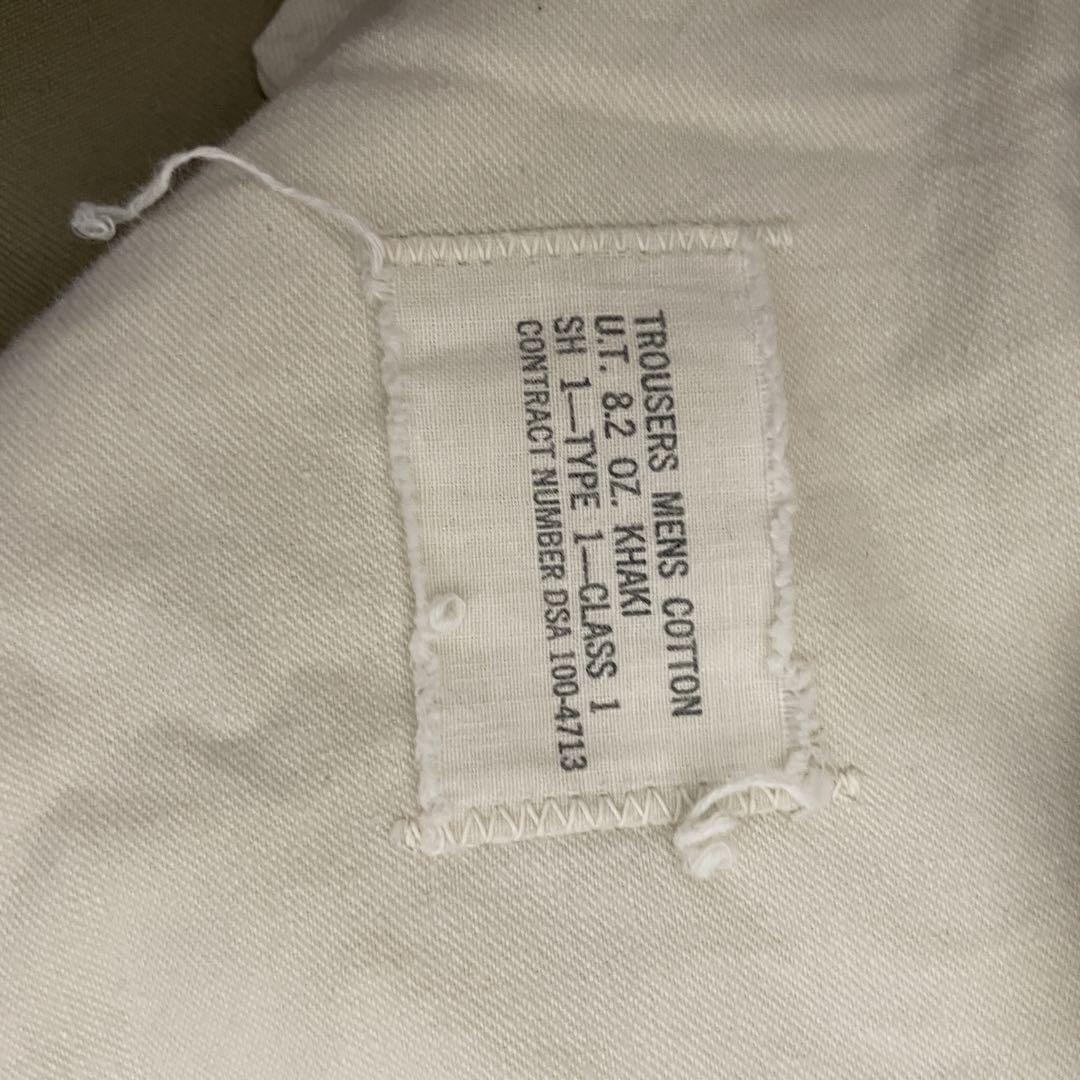 TROUSERS MENS COTTON
U.T. 8.2 OZ. KHAKI
SH 1—TYPE 1—CLASS 1
CONTRACT NUMBER DSA 100-4713